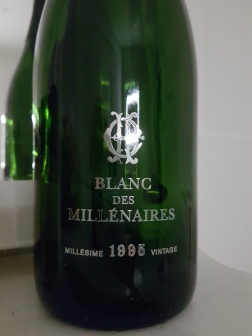 BLANC
DES
MILLÉNAIRES
MILLÉSIME 1995 VINTAGE